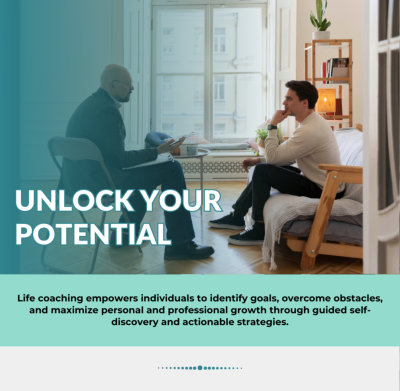 UNLOCK YOUR
POTENTIAL
Life coaching empowers individuals to identify goals, overcome obstacles,
and maximize personal and professional growth through guided self-
discovery and actionable strategies.